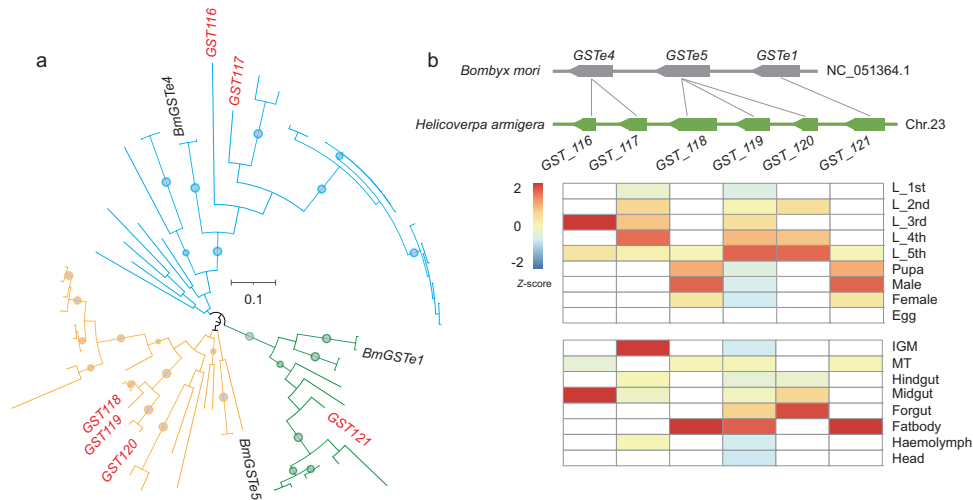 a
GST116
GST117
BmGSTe4
0.1
BmGSTe1
GST118
GST119
GST120
BmGSTe5
GST121
b
GSTe4 GSTe5 GSTe1
Bombyx mori NC_051364.1
Helicoverpa armigera Chr.23
GST_116 GST_117 GST_118 GST_119 GST_120 GST_121
2
0
-2
Z-score
L_1st
L_2nd
L_3rd
L_4th
L_5th
Pupa
Male
Female
Egg
IGM
MT
Hindgut
Midgut
Forgut
Fatbody
Haemolymph
Head